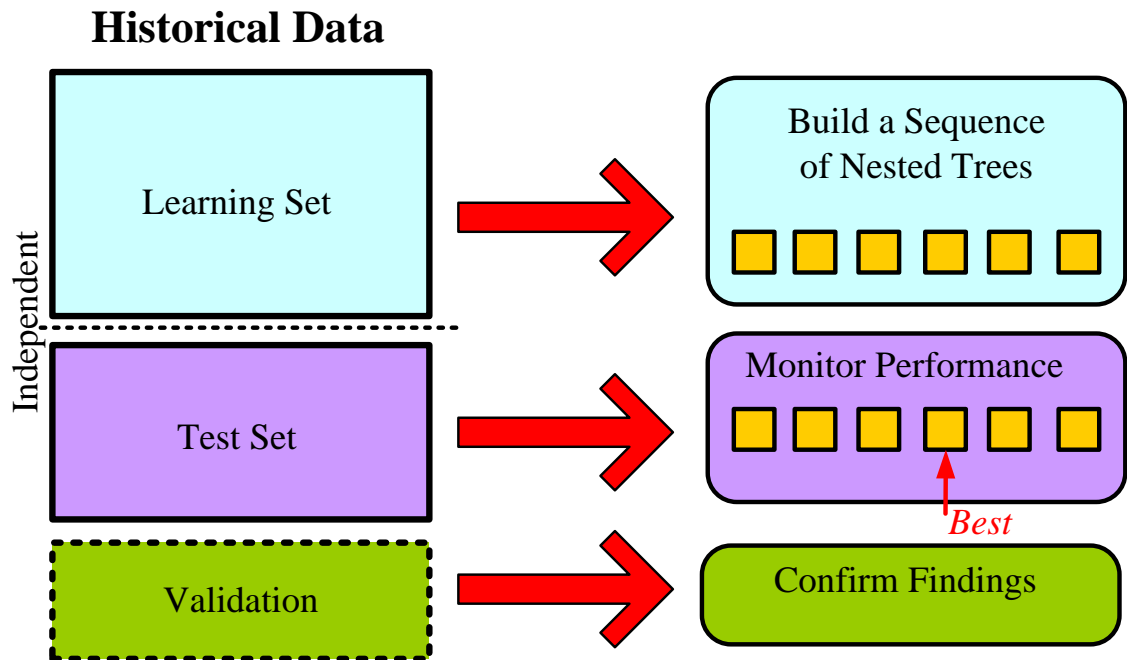 Historical Data
Learning Set
Build a Sequence
of Nested Trees
Independent
Test Set
Monitor Performance
Best
Validation
Confirm Findings